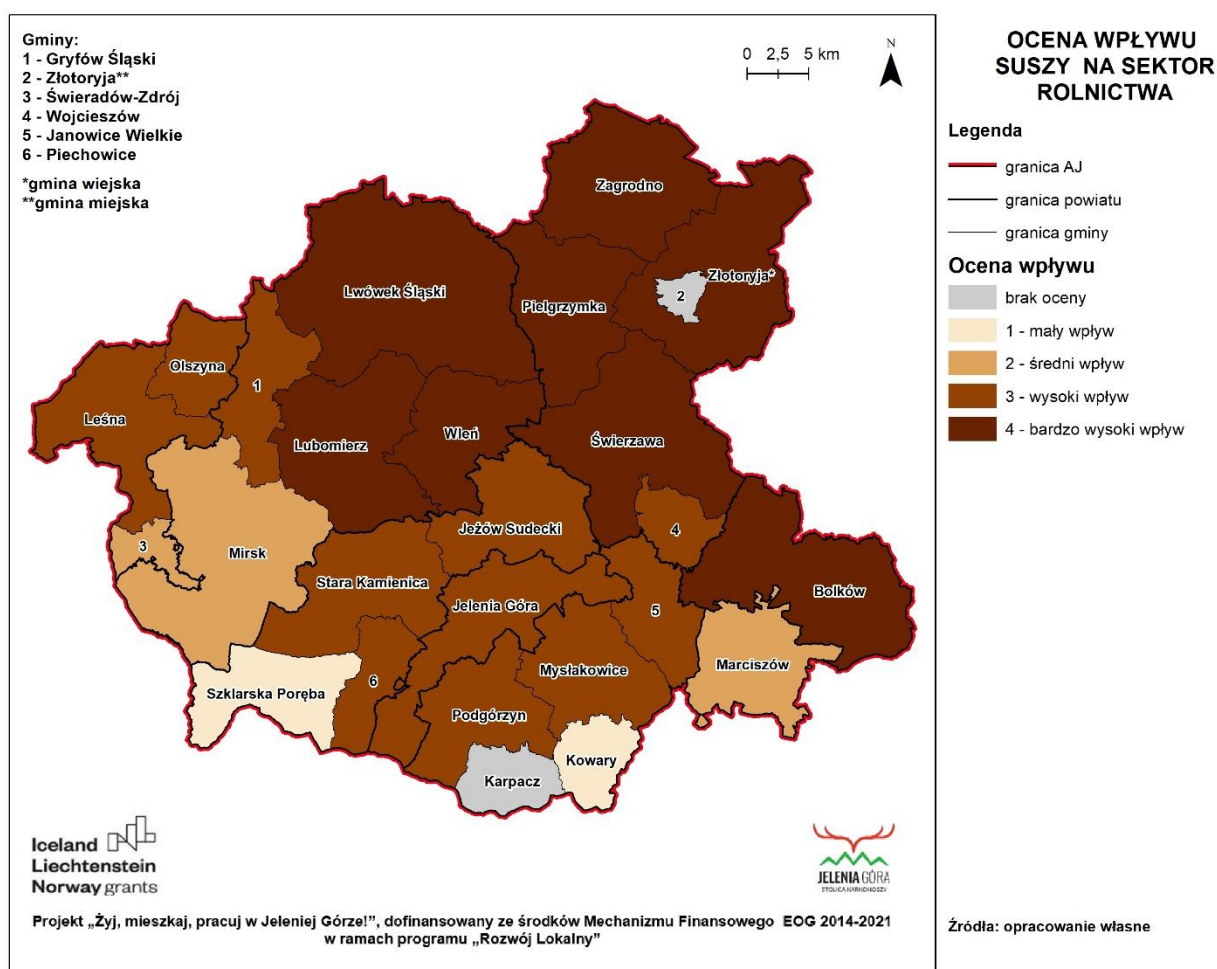 Gminy:
1 - Gryfów Śląski
2 - Złotoryja**
3 - Świeradów-Zdrój
4 - Wojcieszów
5 - Janowice Wielkie
6 - Piechowice
*gmina wiejska
**gmina miejska
0 2,5 5 km
N
Zagrodno
Złotoryja*
2
Lwówek Śląski
Pielgrzymka
Olszyna
1
Leśna
Lubomierz
Wleń
Świerzawa
Jeżów Sudecki
4
3
Mirsk
Stara Kamienica
Bolków
Jelenia Góra
5
Mysłakowice
Marciszów
Szklarska Poręba
6
Podgórzyn
Kowary
Karpacz
Iceland
Liechtenstein
Norway grants
JELENIA GÓRA
STOLICA KARKONOSZY
Projekt „Żyj, mieszkaj, pracuj w Jeleniej Górze!”, dofinansowany ze środków Mechanizmu Finansowego EOG 2014-2021
w ramach programu „Rozwój Lokalny”
OCENA WPŁYWU
SUSZY NA SEKTOR
ROLNICTWA
Legenda
granica AJ
granica powiatu
granica gminy
Ocena wpływu
brak oceny
1 - mały wpływ
2 - średni wpływ
3 - wysoki wpływ
4 - bardzo wysoki wpływ
Źródła: opracowanie własne